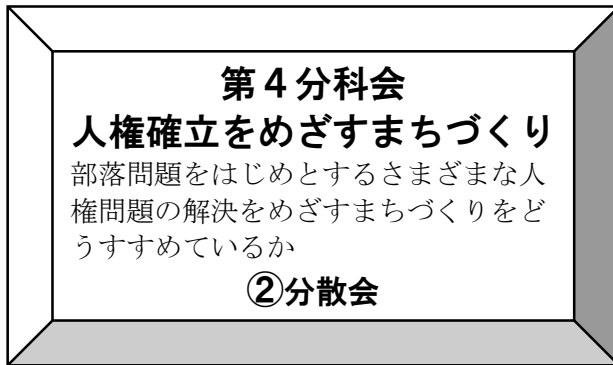 第４分科会
人権確立をめざすまちづくり
部落問題をはじめとするさまざまな人
権問題の解決をめざすまちづくりをど
うすすめているか
②分散会